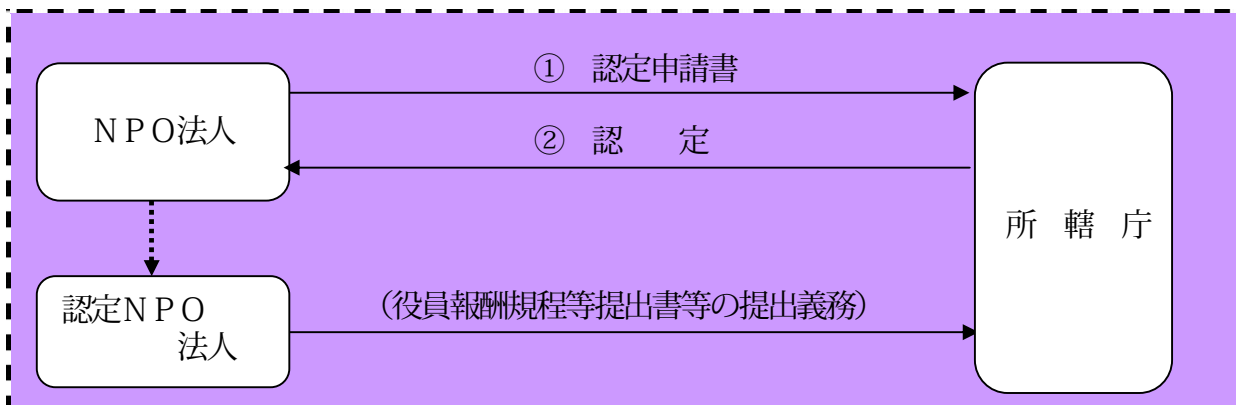 ① 認定申請書
ＮＰＯ法人
② 認　　定
所　轄　庁
認定ＮＰＯ
法人
（役員報酬規程等提出書等の提出義務）